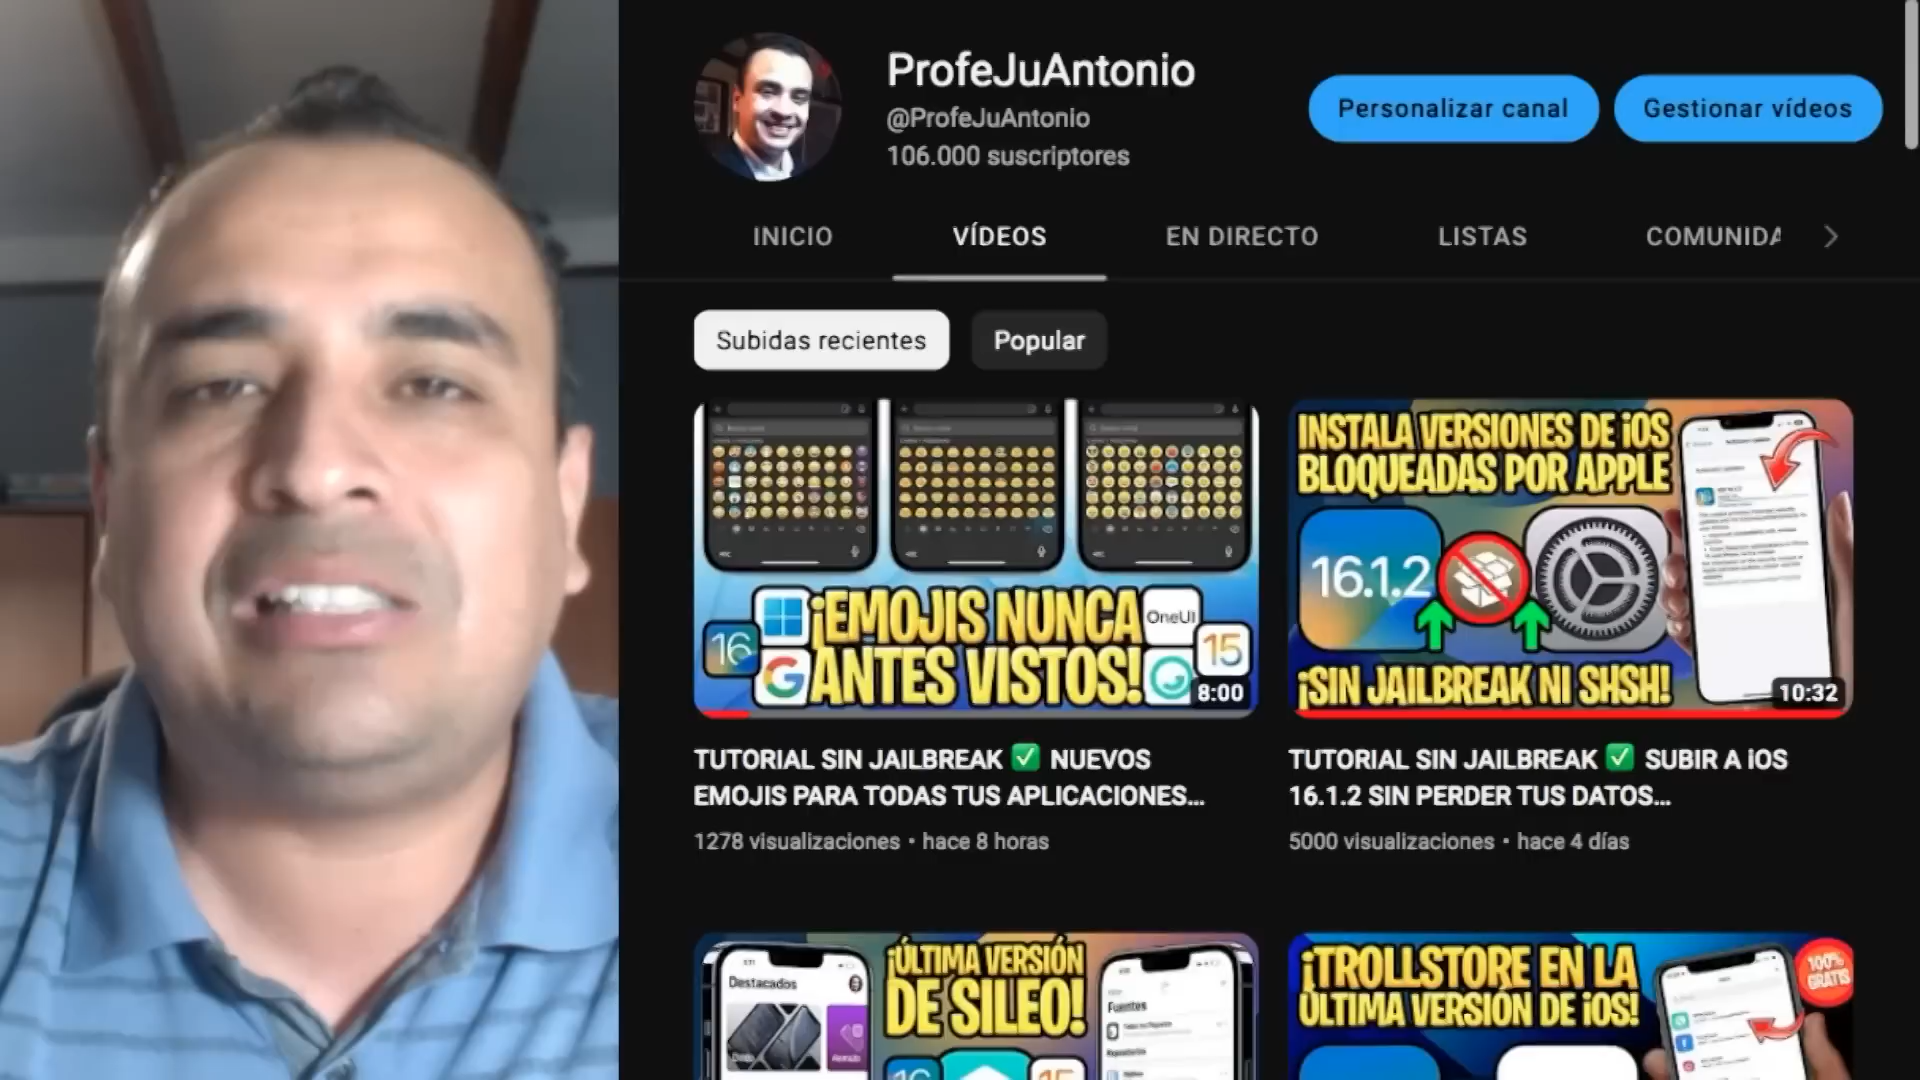 ProfeJuAntonio
@ProfeJuAntonio
106.000 suscriptores
Personalizar canal
Gestionar vídeos
INICIO
VÍDEOS
EN DIRECTO
LISTAS
COMUNIDA
Subidas recientes
Popular
¡EMOJIS NUNCA
ANTES VISTOS!
16
G
OneUI
15
8:00
INSTALA VERSIONES DE iOS
BLOQUEADAS POR APPLE
16.1.2
¡SIN JAILBREAK NI SHSH!
10:32
TUTORIAL SIN JAILBREAK ✅ NUEVOS
EMOJIS PARA TODAS TUS APLICACIONES...
1278 visualizaciones • hace 8 horas
TUTORIAL SIN JAILBREAK ✅ SUBIR A iOS
16.1.2 SIN PERDER TUS DATOS...
5000 visualizaciones • hace 4 días
Destacados
¡ÚLTIMA VERSIÓN
DE SILEO!
Fuentes
16
15
¡TROLLSTORE EN LA
ÚLTIMA VERSIÓN DE iOS!
100%
GRATIS